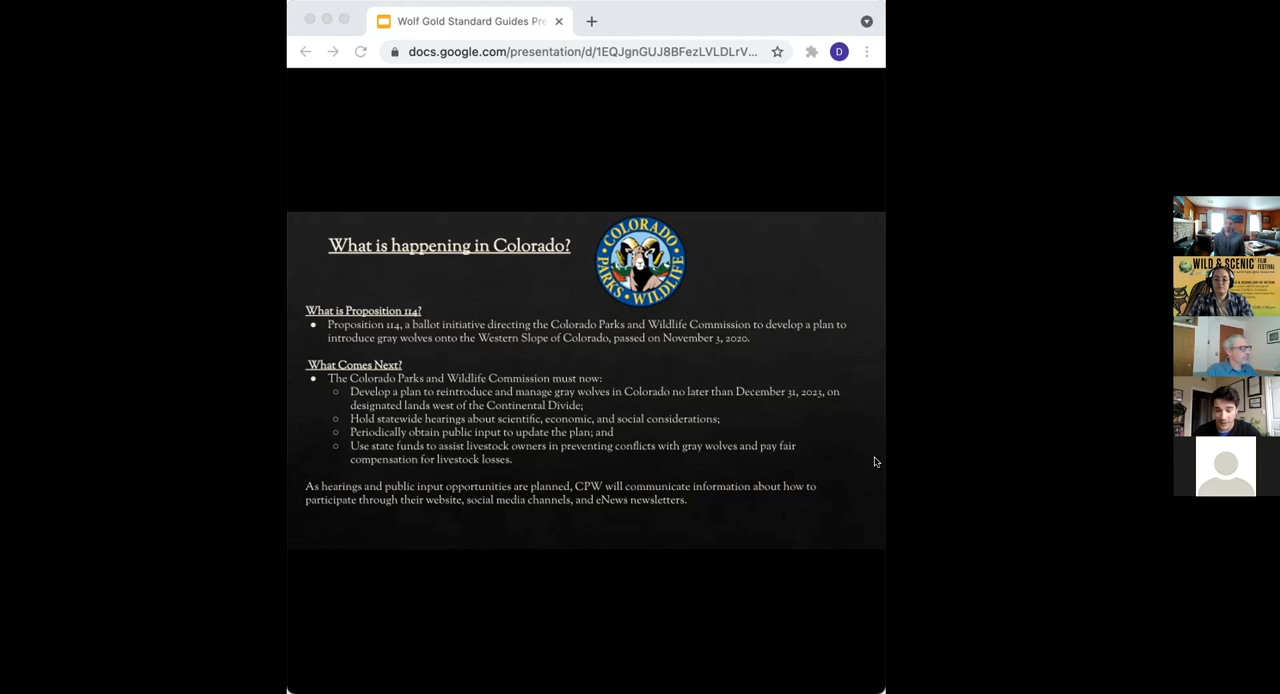 Wolf Gold Standard Guides Pre
docs.google.com/presentation/d/1EQJgnGUJ8BFezLVLDLrV...
D
What is happening in Colorado?
COLORADO
PARKS • WILDLIFE
What is Proposition 114?
● Proposition 114, a ballot initiative directing the Colorado Parks and Wildlife Commission to develop a plan to
introduce gray wolves onto the Western Slope of Colorado, passed on November 3, 2020.
What Comes Next?
● The Colorado Parks and Wildlife Commission must now:
○ Develop a plan to reintroduce and manage gray wolves in Colorado no later than December 31, 2023, on
designated lands west of the Continental Divide;
○ Hold statewide hearings about scientific, economic, and social considerations;
○ Periodically obtain public input to update the plan; and
○ Use state funds to assist livestock owners in preventing conflicts with gray wolves and pay fair
compensation for livestock losses.
As hearings and public input opportunities are planned, CPW will communicate information about how to
participate through their website, social media channels, and eNews newsletters.
WILD & SCENIC FILM
FESTIVAL